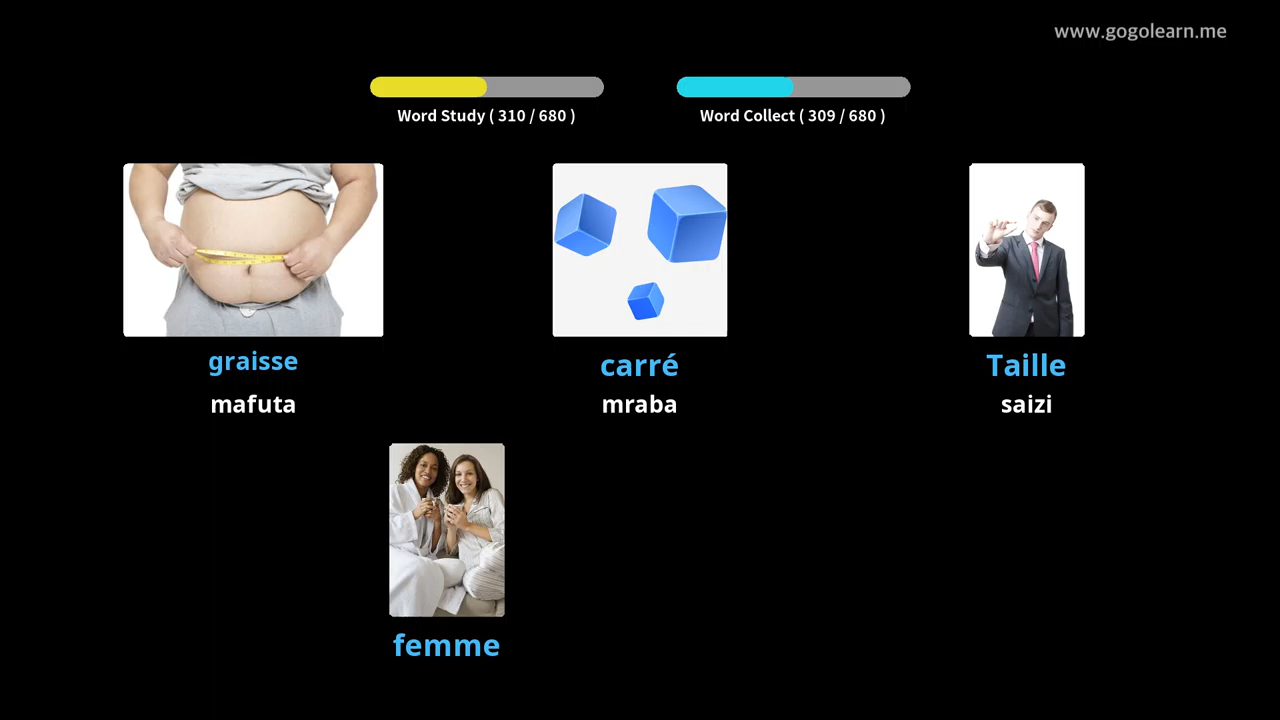 www.gogolearn.me
Word Study ( 310 / 680 )
Word Collect ( 309 / 680 )
graisse
mafuta
carré
mraba
Taille
saizi
femme